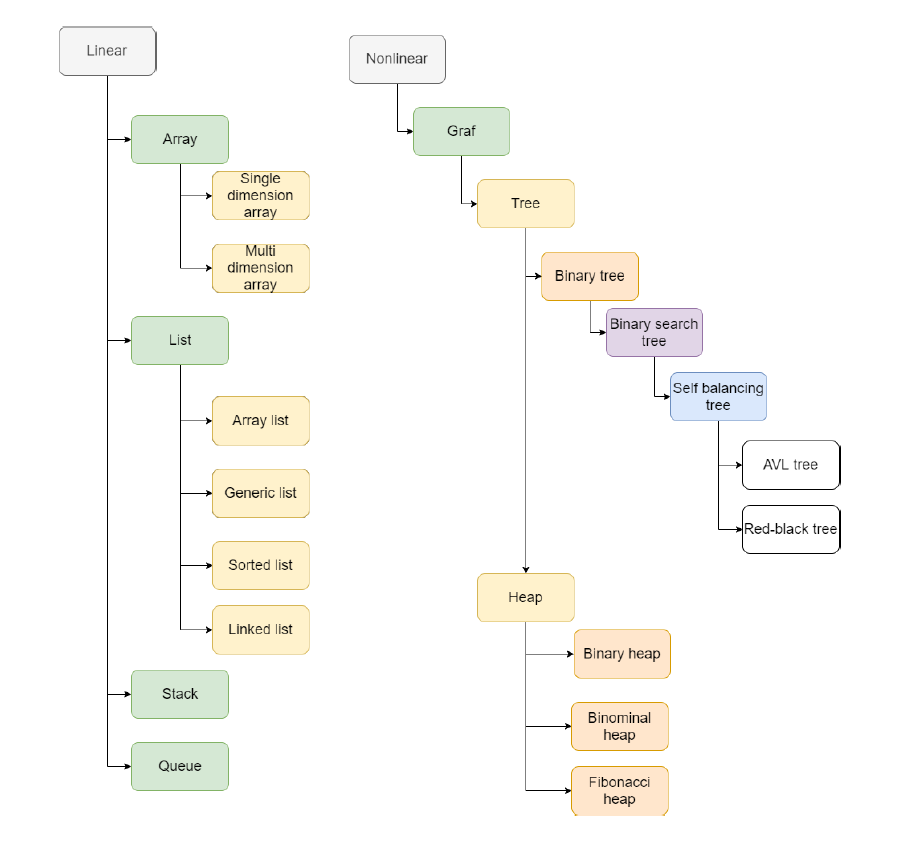 Linear
Array
Single
dimension
array
Multi
dimension
array
List
Array list
Generic list
Sorted list
Linked list
Stack
Queue
Nonlinear
Graf
Tree
Binary tree
Binary search
tree
Self balancing
tree
AVL tree
Red-black tree
Heap
Binary heap
Binominal
heap
Fibonacci
heap